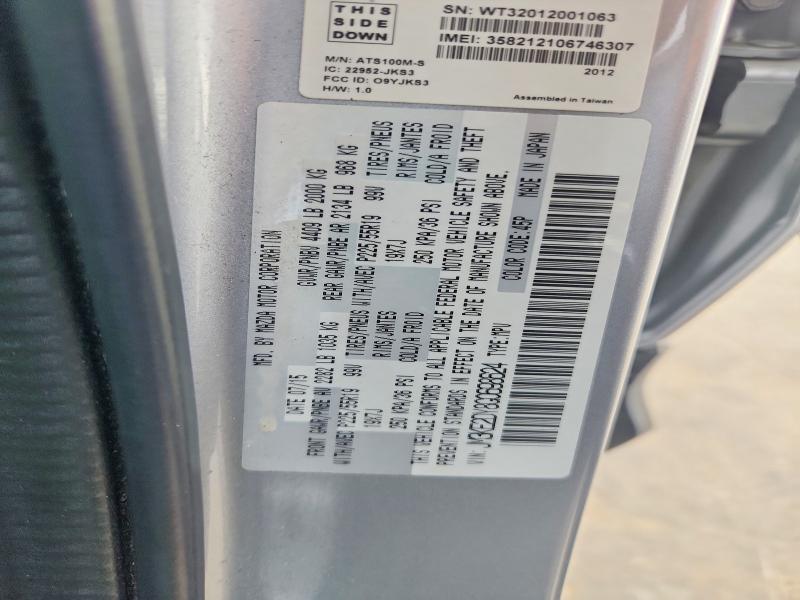 THIS
SIDE
DOWN
SN: WT32012001063
IMEI: 358212106746307
2012
M/N: ATS100M-S
IC: 22952-JKS3
FCC ID: O9YJKS3
H/W: 1.0
Assembled in Taiwan
MFD. BY MAZDA MOTOR CORPORATION
DATE 07/15 GVWR/PNBV 4409 LB 2000 KG
FRONT GAWR/PNBE AV 2282 LB 1035 KG REAR GAWR/PNBE AR 2134 LB 968 KG
WITH/AVEC P225/55R19 99V TIRES/PNEUS WITH/AVEC P225/55R19 99V TIRES/PNEUS
19X7J RIMS/JANTES 19X7J RIMS/JANTES
250 KPA/36 PSI COLD/A FROID 250 KPA/36 PSI COLD/A FROID
THIS VEHICLE CONFORMS TO ALL APPLICABLE FEDERAL MOTOR VEHICLE SAFETY AND THEFT
PREVENTION STANDARDS IN EFFECT ON THE DATE OF MANUFACTURE SHOWN ABOVE.
VIN: TYPE:MPV COLOR CODE:45P MADE IN JAPAN